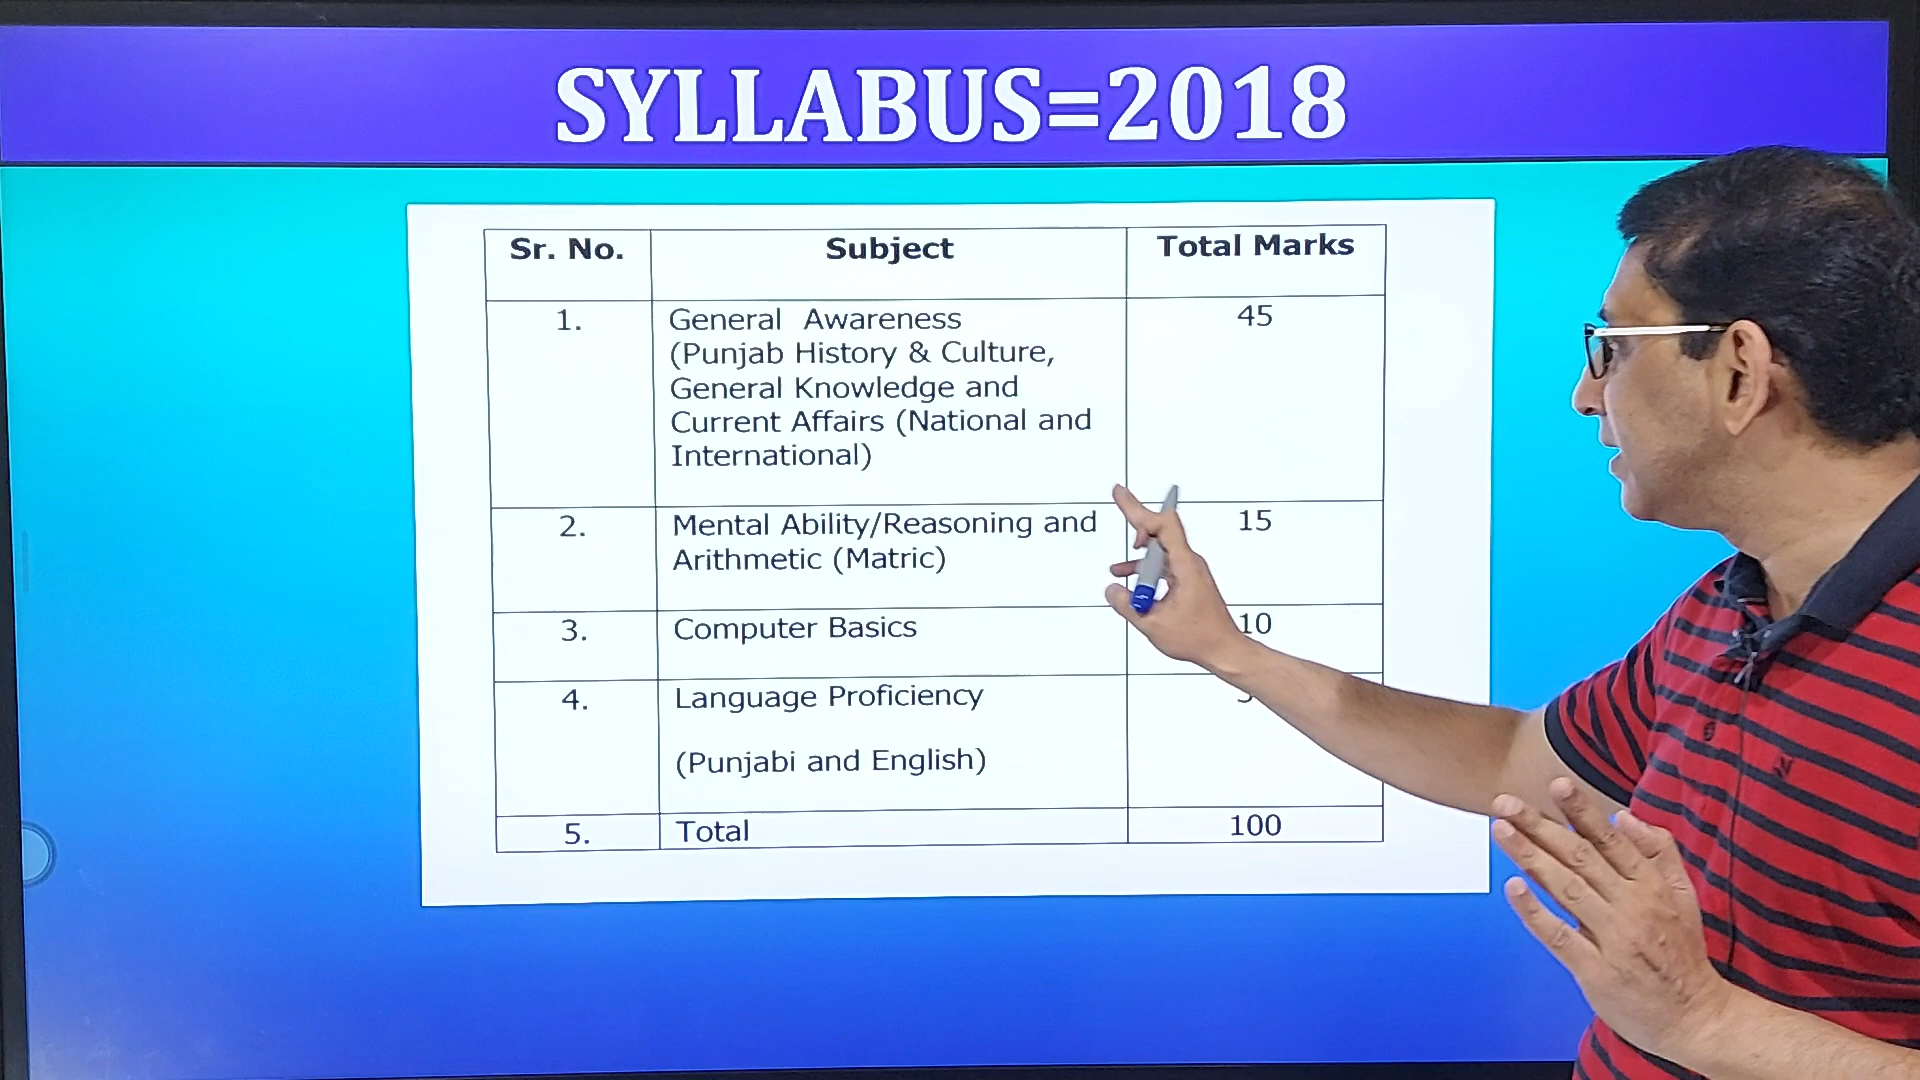 SYLLABUS=2018
Sr. No. Subject Total Marks
1. General Awareness 45
(Punjab History & Culture,
General Knowledge and
Current Affairs (National and
International)
2. Mental Ability/Reasoning and 15
Arithmetic (Matric)
3. Computer Basics 10
4. Language Proficiency
(Punjabi and English)
5. Total 100